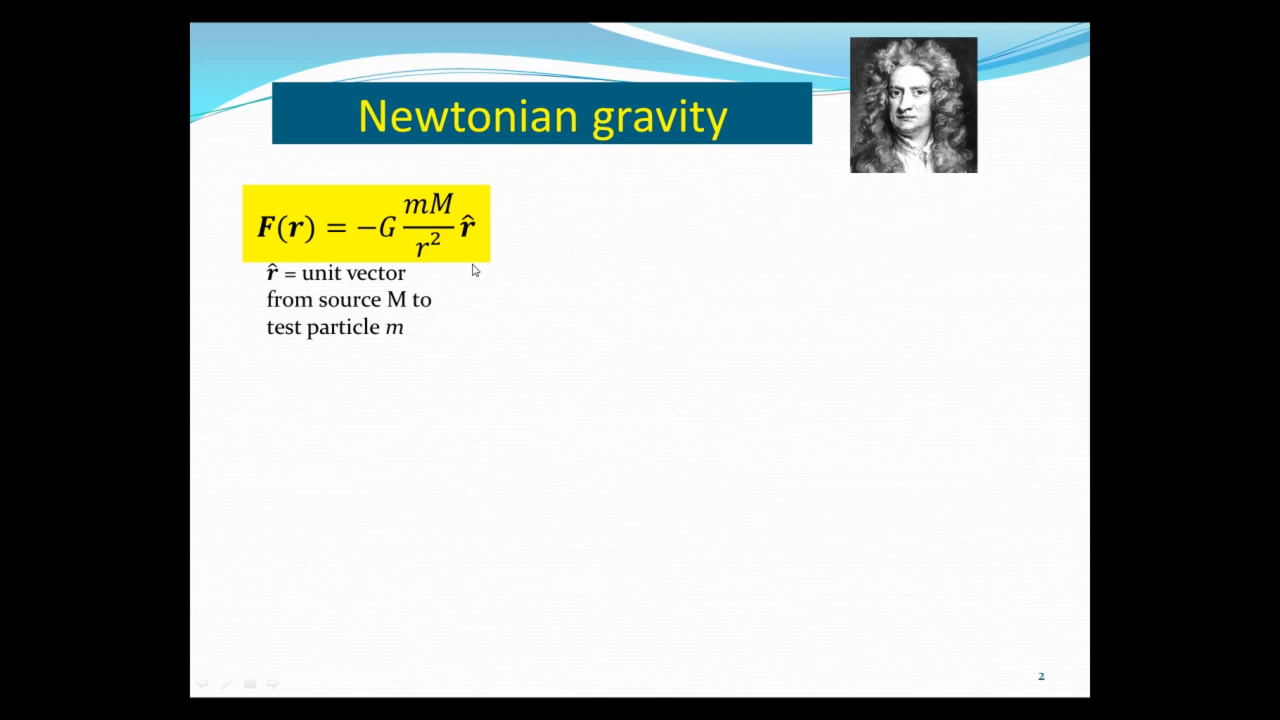 Newtonian gravity
𝑭(𝒓) = −G mM/r² 𝒓̂
𝒓̂ = unit vector
from source M to
test particle m
2